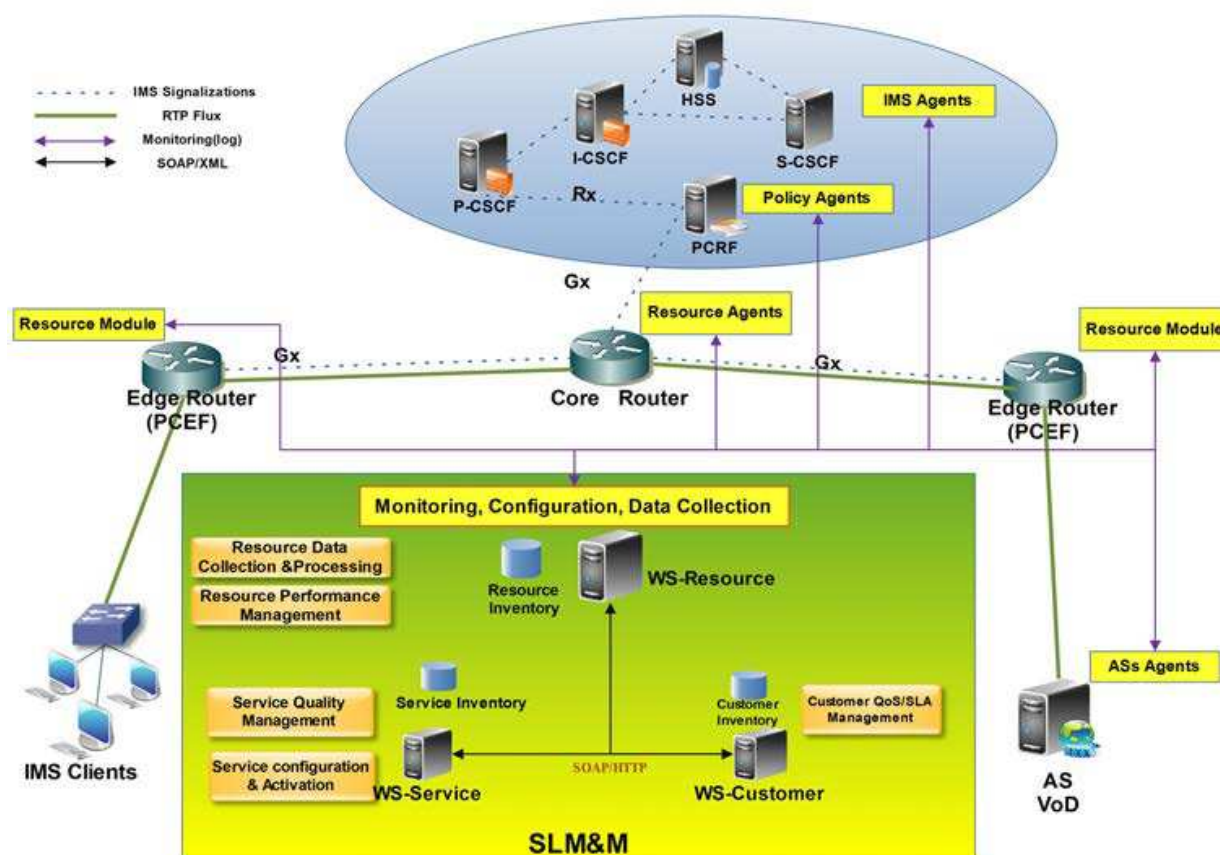 IMS Signalizations
RTP Flux
Monitoring(log)
SOAP/XML
HSS
IMS Agents
I-CSCF
S-CSCF
P-CSCF
Rx
Policy Agents
PCRF
Gx
Resource Module
Resource Agents
Resource Module
Gx
Gx
Edge Router
(PCEF)
Core Router
Edge Router
(PCEF)
Monitoring, Configuration, Data Collection
Resource Data
Collection &Processing
WS-Resource
Resource
Inventory
Resource Performance
Management
ASs Agents
Service Quality
Management
Service Inventory
Customer
Inventory
Customer QoS/SLA
Management
IMS Clients
Service configuration
& Activation
SOAP/HTTP
WS-Service
WS-Customer
AS
VoD
SLM&M